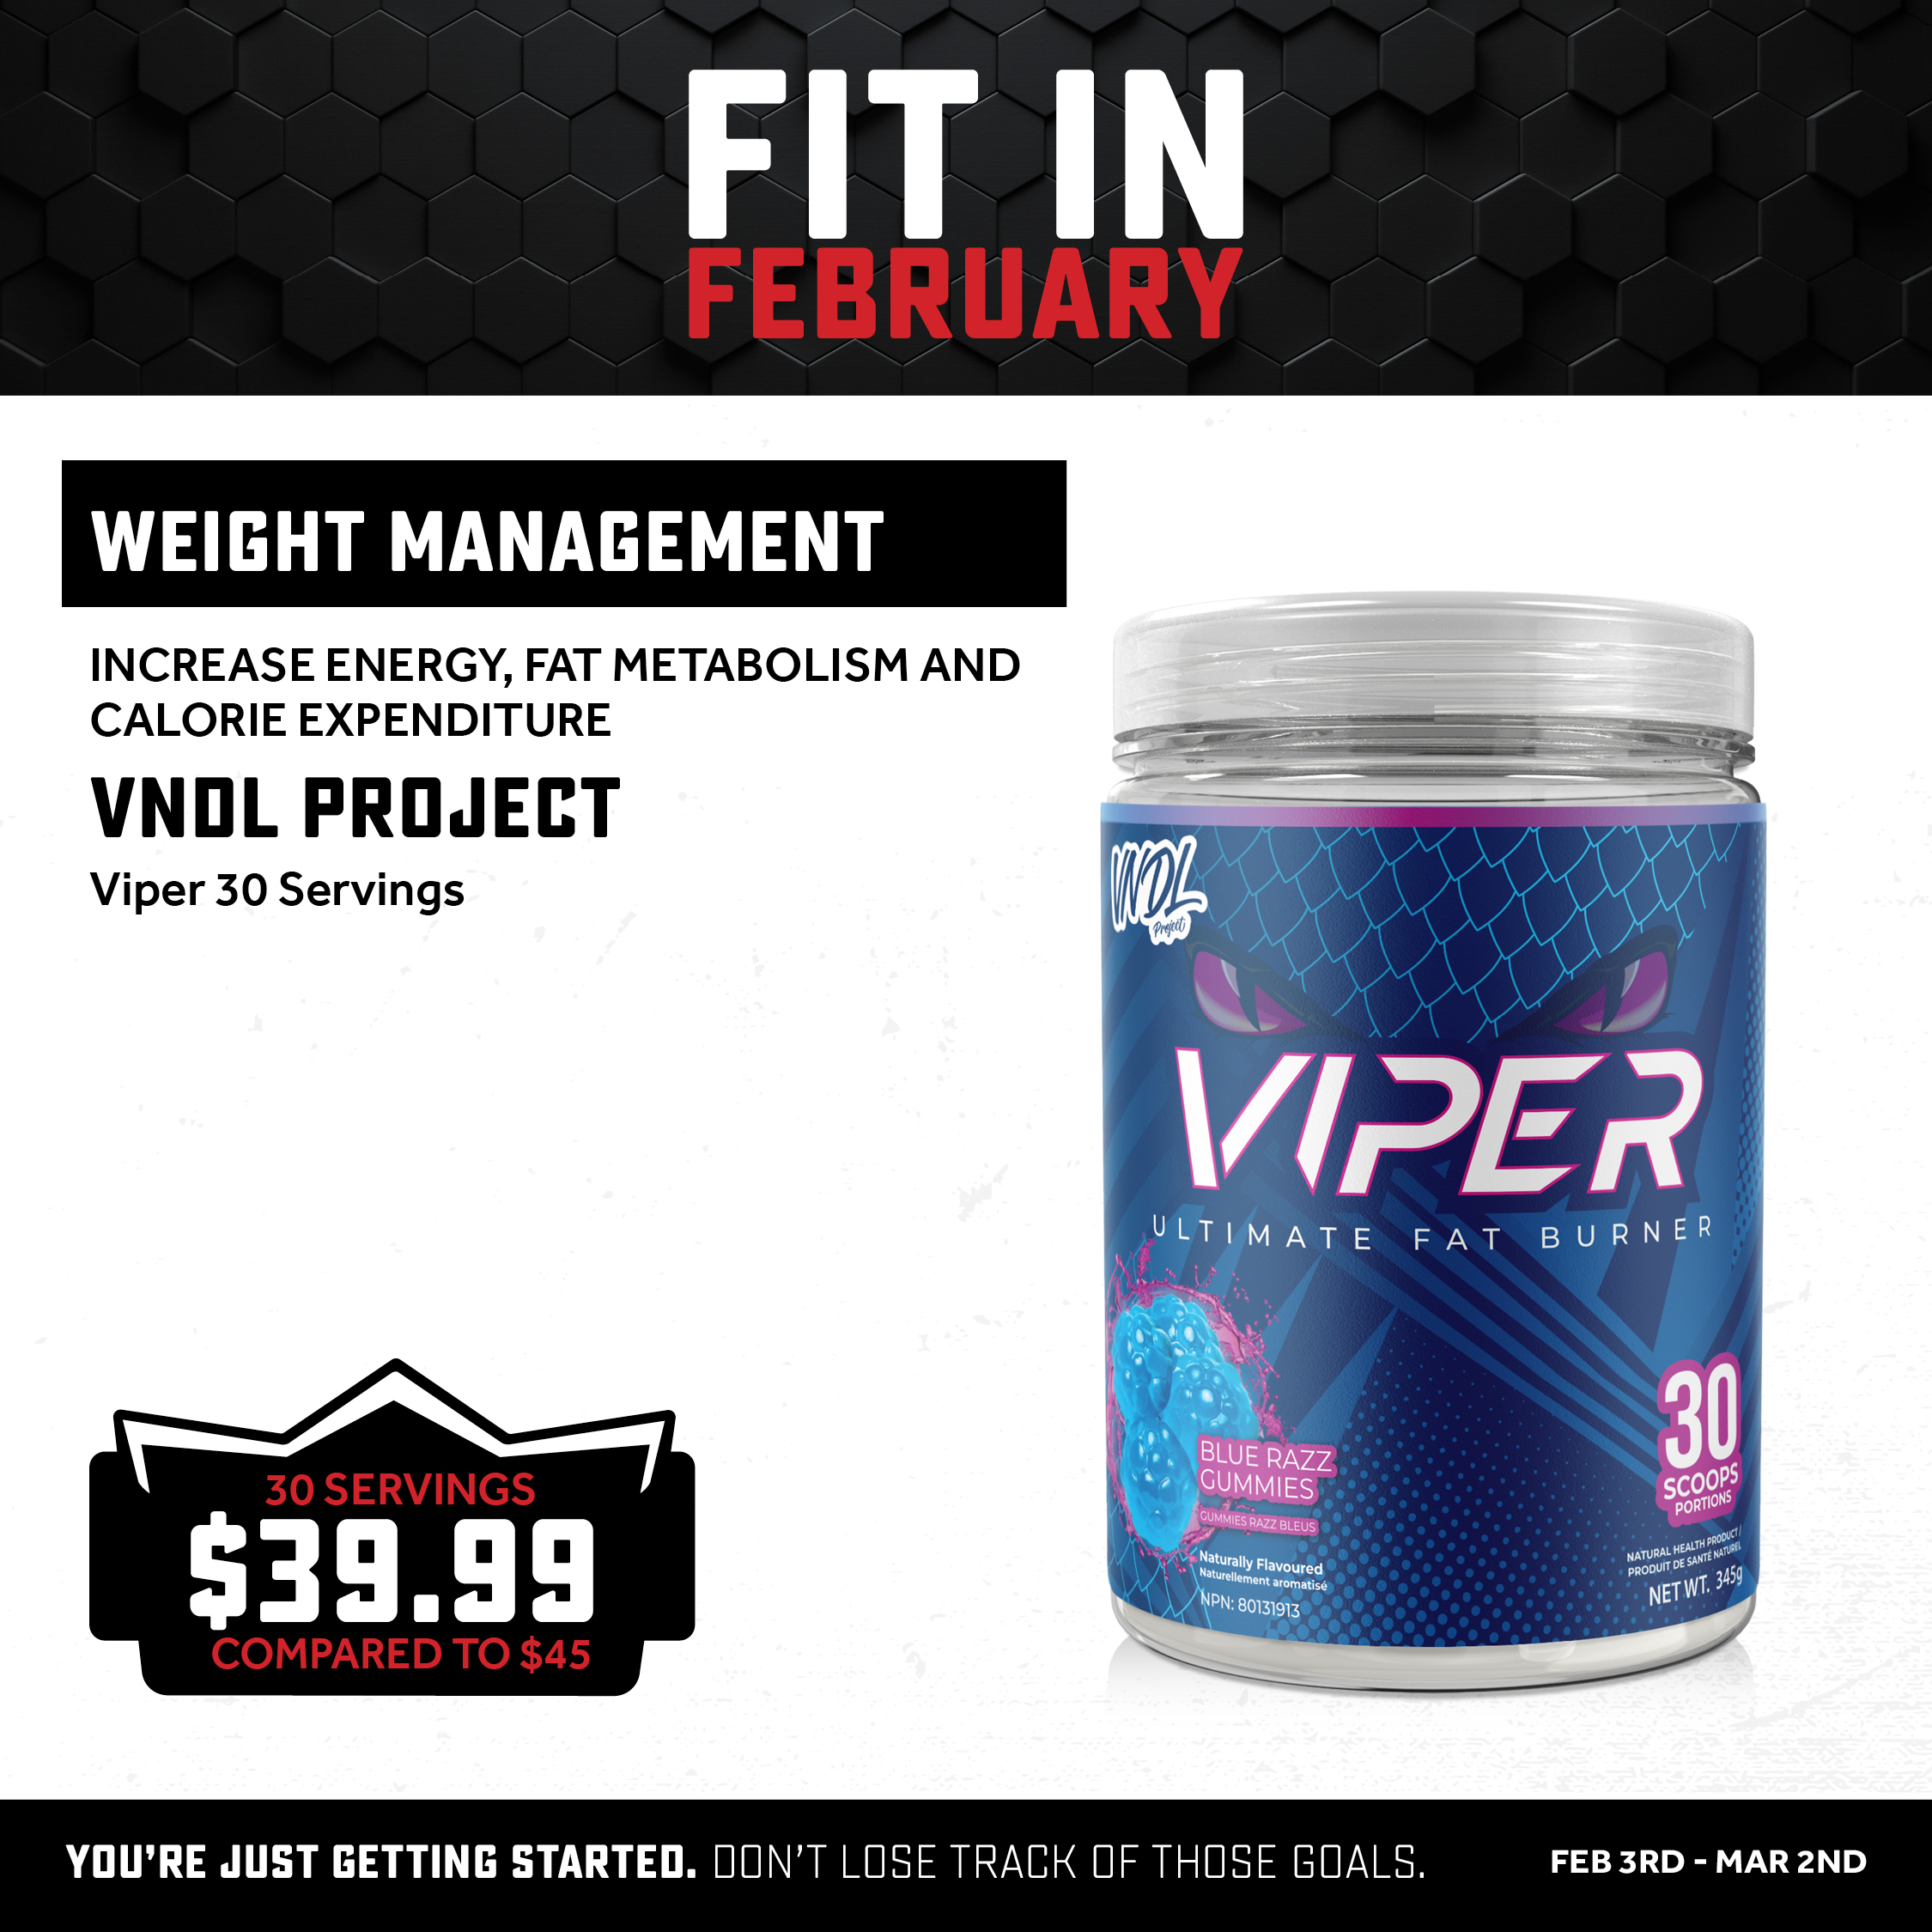 FIT IN
FEBRUARY
WEIGHT MANAGEMENT
INCREASE ENERGY, FAT METABOLISM AND
CALORIE EXPENDITURE
VNDL PROJECT
Viper 30 Servings
VNDL
Project
VIPER
ULTIMATE FAT BURNER
BLUE RAZZ
GUMMIES
GUMMIES RAZZ BLEUS
Naturally Flavoured
Naturellement aromatisé
NPN: 80131913
30
SCOOPS
PORTIONS
NATURAL HEALTH PRODUCT /
PRODUIT DE SANTÉ NATUREL
NET WT. 345g
30 SERVINGS
$39.99
COMPARED TO $45
YOU'RE JUST GETTING STARTED. DON'T LOSE TRACK OF THOSE GOALS.
FEB 3RD - MAR 2ND